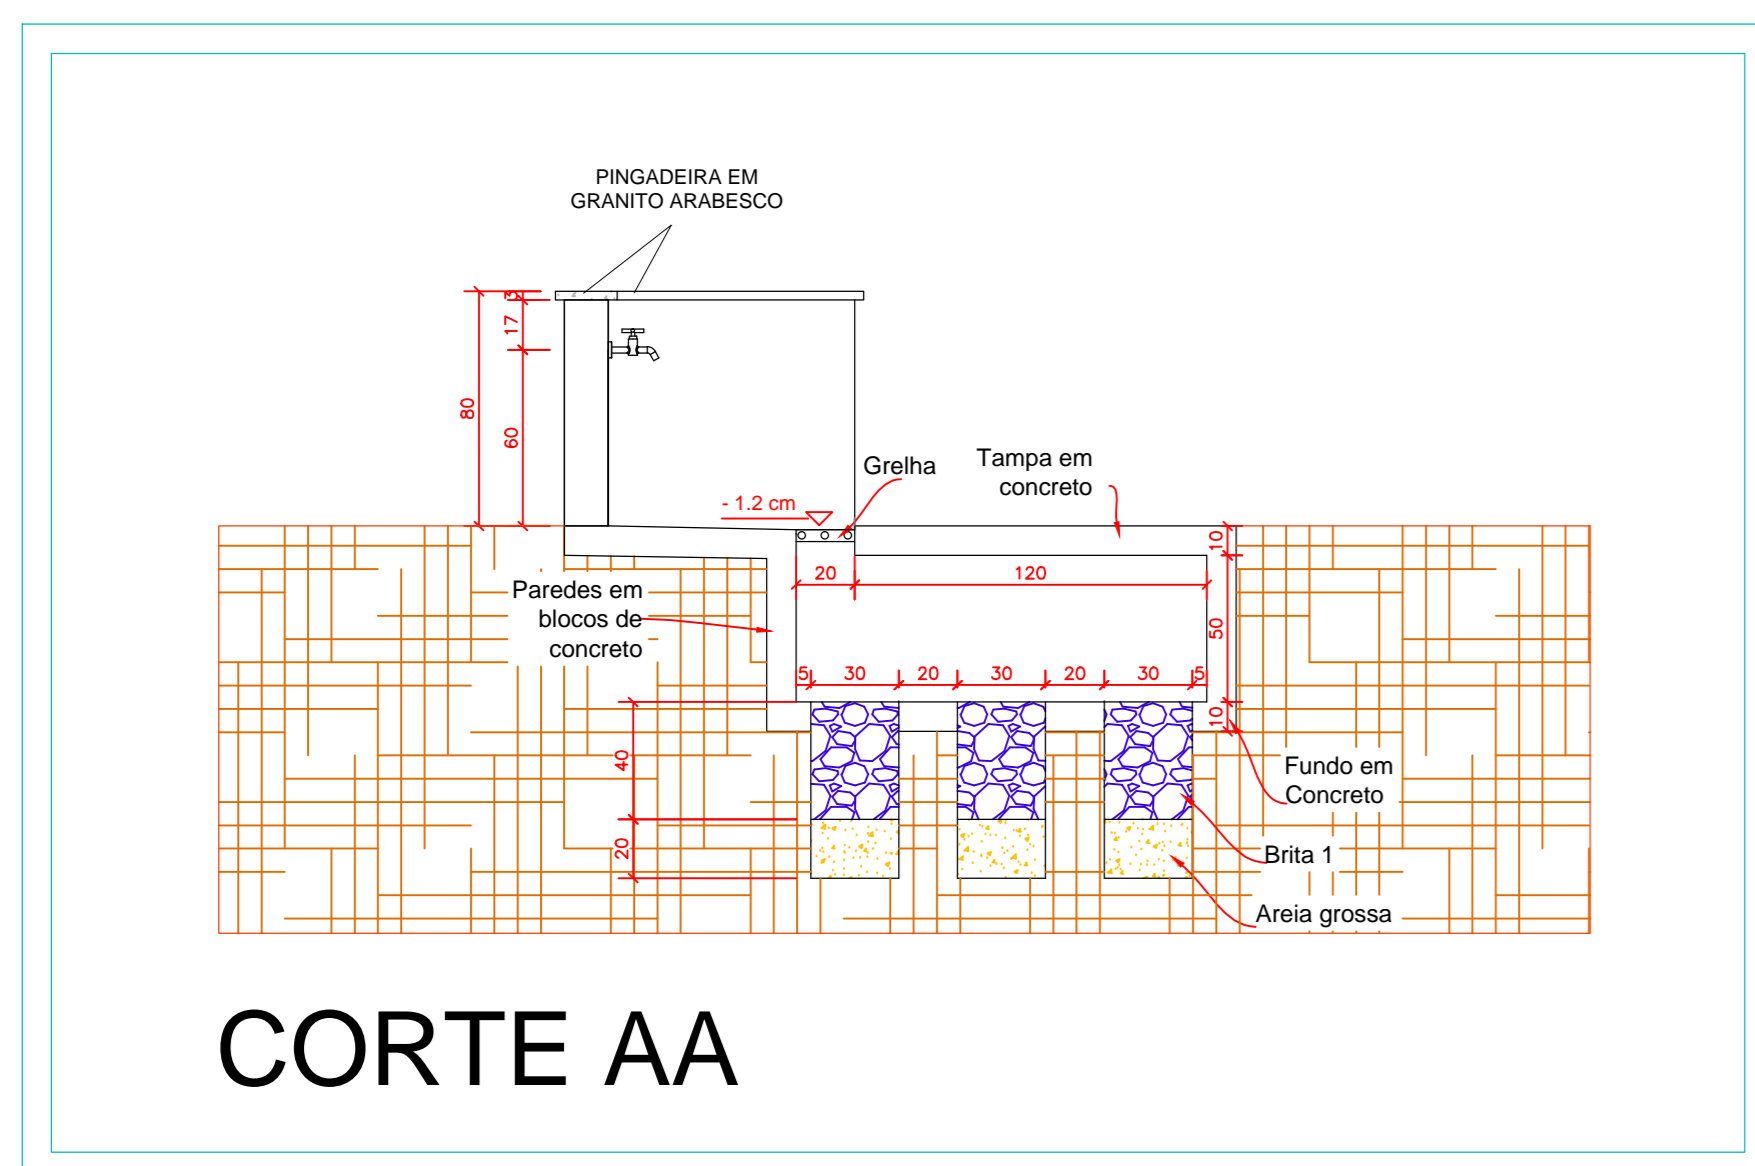 PINGADEIRA EM
GRANITO ARABESCO
3
17
80
60
Grelha
Tampa em
concreto
- 1.2 cm
10
20
120
Paredes em
blocos de
concreto
50
5
30
20
30
20
30
5
10
40
Fundo em
Concreto
20
Brita 1
Areia grossa
CORTE AA